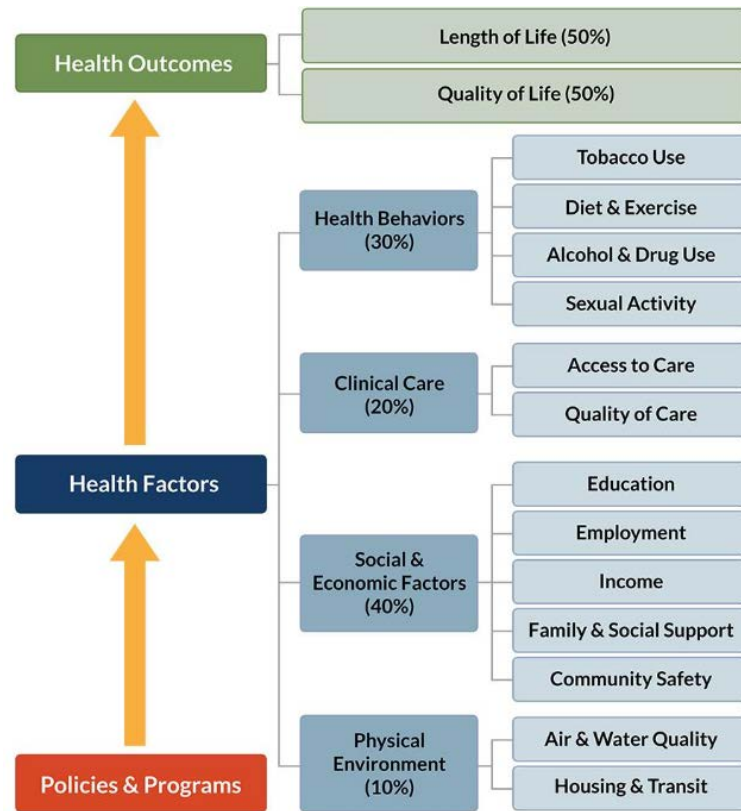 Health Outcomes
Length of Life (50%)
Quality of Life (50%)
Health Factors
Health Behaviors
(30%)
Tobacco Use
Diet & Exercise
Alcohol & Drug Use
Sexual Activity
Clinical Care
(20%)
Access to Care
Quality of Care
Social &
Economic Factors
(40%)
Education
Employment
Income
Family & Social Support
Community Safety
Physical
Environment
(10%)
Air & Water Quality
Housing & Transit
Policies & Programs